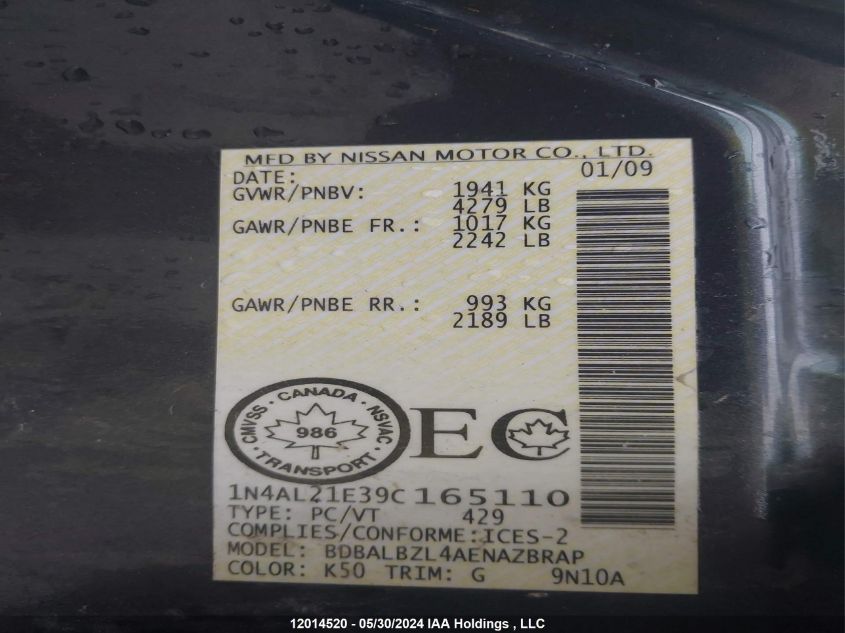 MFD BY NISSAN MOTOR CO., LTD.
DATE: 01/09
GVWR/PNBV: 1941 KG
4279 LB
GAWR/PNBE FR.: 1017 KG
2242 LB
GAWR/PNBE RR.: 993 KG
2189 LB
CMVSS · CANADA · NSVAC · TRANSPORT ·
986
EC
1N4AL21E39C165110
TYPE: PC/VT 429
COMPLIES/CONFORME:ICES-2
MODEL: BDBALBZL4AENAZBRAP
COLOR: K50 TRIM: G 9N10A
12014520 - 05/30/2024 IAA Holdings , LLC